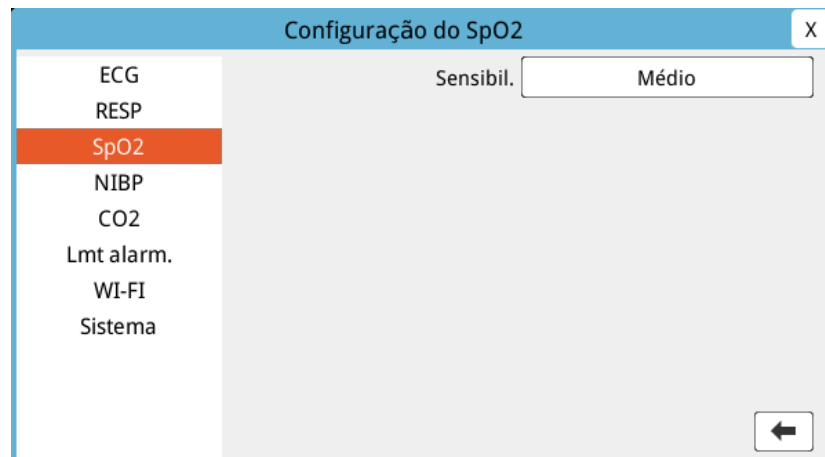 Configuração do SpO2
X
ECG
RESP
SpO2
NIBP
CO2
Lmt alarm.
WI-FI
Sistema
Sensibil.
Médio